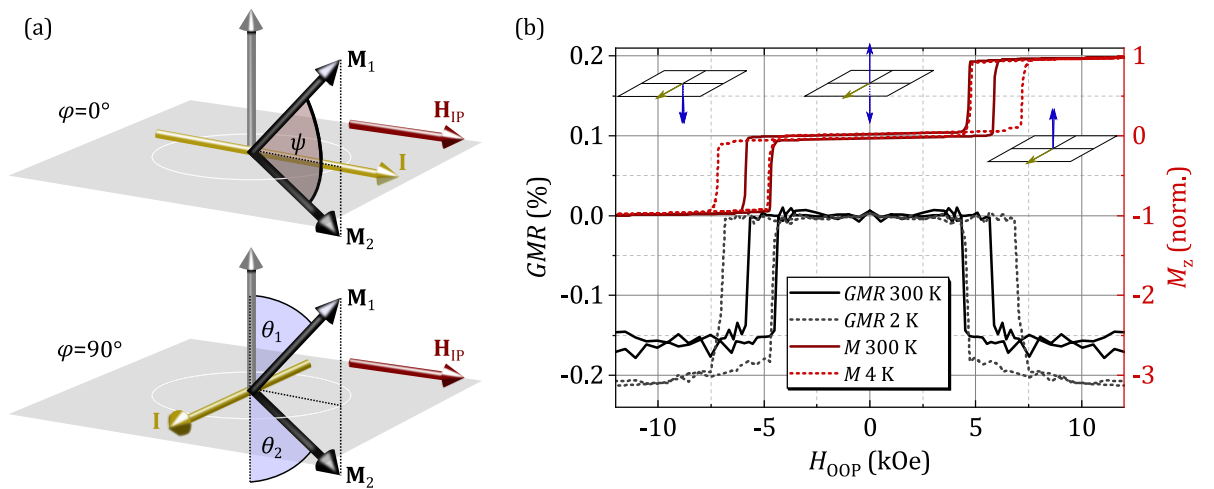 (a)
φ=0°
M1
HIP
ψ
I
M2
φ=90°
θ1
M1
HIP
I
θ2
M2
(b)
0.2
0.1
0.0
-0.1
-0.2
GMR (%)
1
0
-1
-2
-3
Mz (norm.)
GMR 300 K
GMR 2 K
M 300 K
M 4 K
-10 -5 0 5 10
HOOP (kOe)